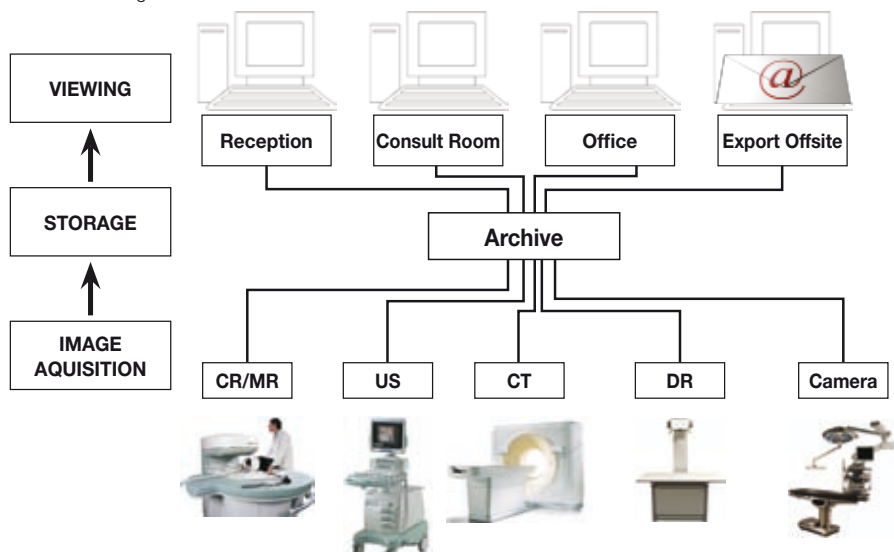 VIEWING
Reception
Consult Room
Office
Export Offsite
STORAGE
Archive
IMAGE
AQUISITION
CR/MR
US
CT
DR
Camera
@